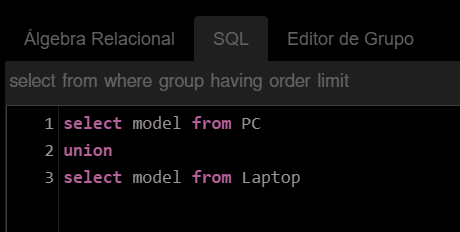 Álgebra Relacional SQL Editor de Grupo
select from where group having order limit
1 select model from PC
2 union
3 select model from Laptop